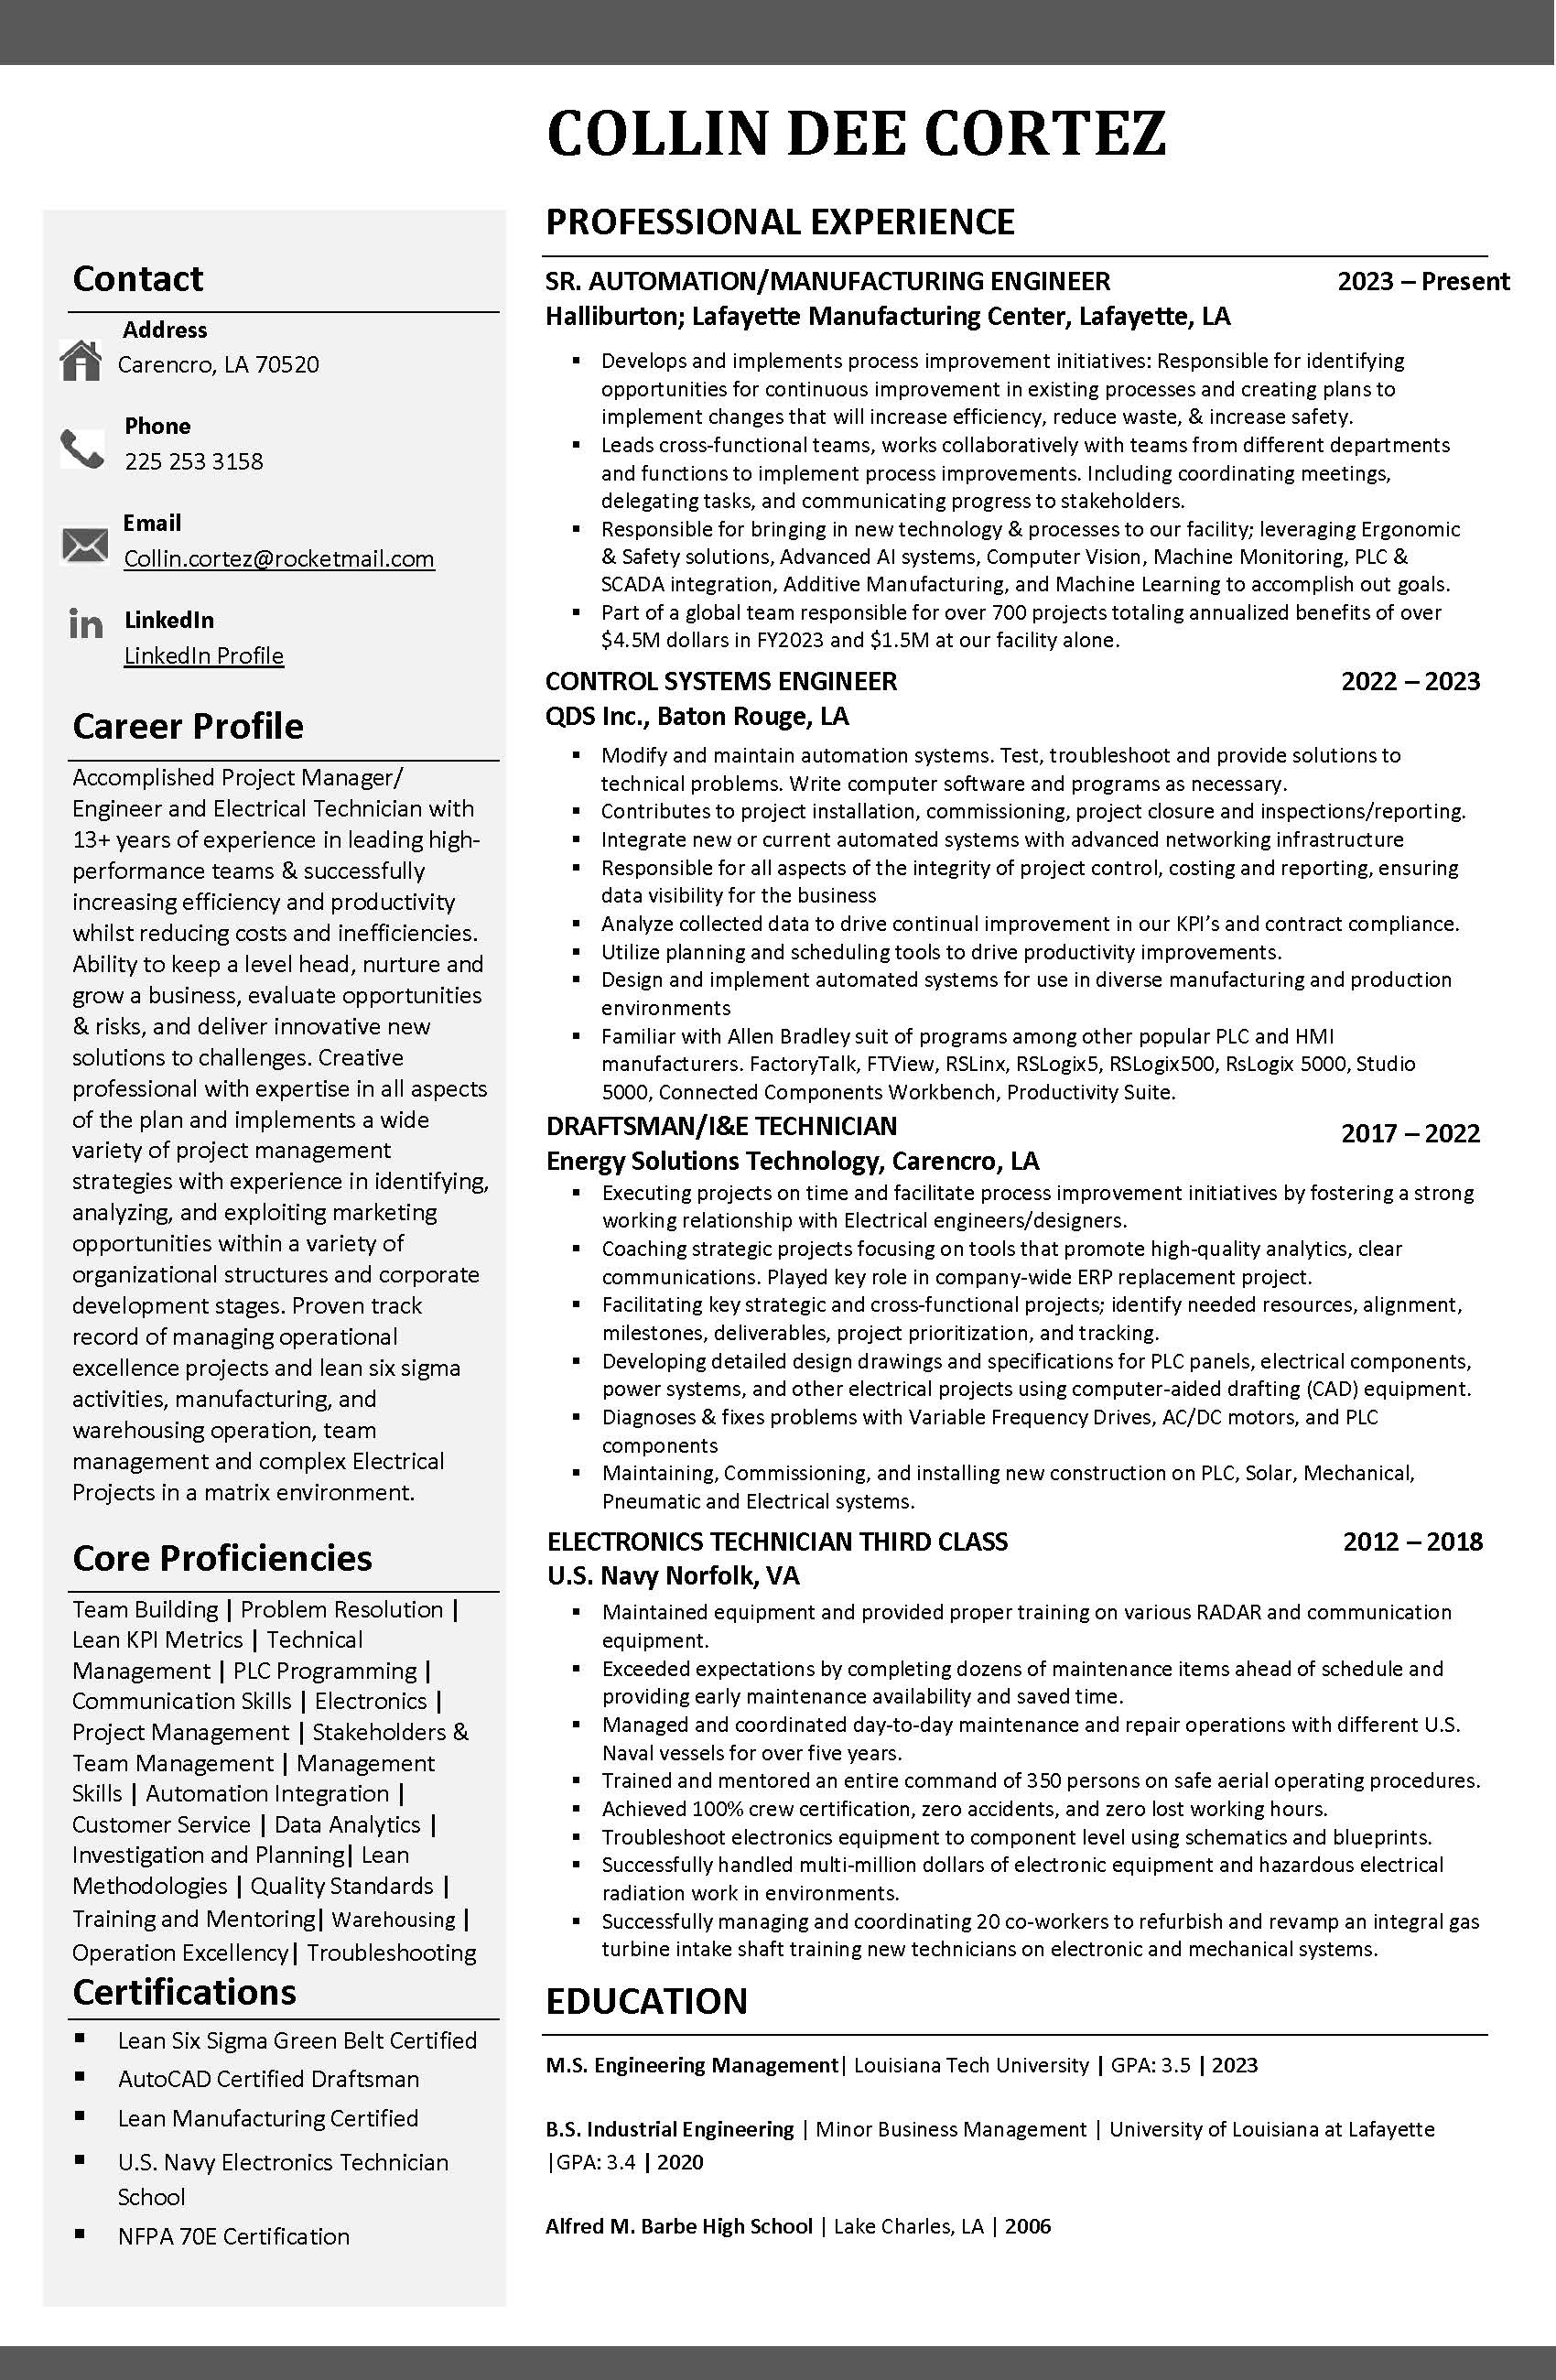 COLLIN DEE CORTEZ
Contact
Address
Carencro, LA 70520
Phone
225 253 3158
Email
Collin.cortez@rocketmail.com
in
LinkedIn
LinkedIn Profile
Career Profile
Accomplished Project Manager/
Engineer and Electrical Technician with
13+ years of experience in leading high-
performance teams & successfully
increasing efficiency and productivity
whilst reducing costs and inefficiencies.
Ability to keep a level head, nurture and
grow a business, evaluate opportunities
& risks, and deliver innovative new
solutions to challenges. Creative
professional with expertise in all aspects
of the plan and implements a wide
variety of project management
strategies with experience in identifying,
analyzing, and exploiting marketing
opportunities within a variety of
organizational structures and corporate
development stages. Proven track
record of managing operational
excellence projects and lean six sigma
activities, manufacturing, and
warehousing operation, team
management and complex Electrical
Projects in a matrix environment.
Core Proficiencies
Team Building | Problem Resolution |
Lean KPI Metrics | Technical
Management | PLC Programming |
Communication Skills | Electronics |
Project Management | Stakeholders &
Team Management | Management
Skills | Automation Integration |
Customer Service | Data Analytics |
Investigation and Planning| Lean
Methodologies | Quality Standards |
Training and Mentoring| Warehousing |
Operation Excellency| Troubleshooting
Certifications
▪ Lean Six Sigma Green Belt Certified
▪ AutoCAD Certified Draftsman
▪ Lean Manufacturing Certified
▪ U.S. Navy Electronics Technician
School
▪ NFPA 70E Certification
PROFESSIONAL EXPERIENCE
SR. AUTOMATION/MANUFACTURING ENGINEER 2023 – Present
Halliburton; Lafayette Manufacturing Center, Lafayette, LA
▪ Develops and implements process improvement initiatives: Responsible for identifying
opportunities for continuous improvement in existing processes and creating plans to
implement changes that will increase efficiency, reduce waste, & increase safety.
▪ Leads cross-functional teams, works collaboratively with teams from different departments
and functions to implement process improvements. Including coordinating meetings,
delegating tasks, and communicating progress to stakeholders.
▪ Responsible for bringing in new technology & processes to our facility; leveraging Ergonomic
& Safety solutions, Advanced AI systems, Computer Vision, Machine Monitoring, PLC &
SCADA integration, Additive Manufacturing, and Machine Learning to accomplish out goals.
▪ Part of a global team responsible for over 700 projects totaling annualized benefits of over
$4.5M dollars in FY2023 and $1.5M at our facility alone.
CONTROL SYSTEMS ENGINEER 2022 – 2023
QDS Inc., Baton Rouge, LA
▪ Modify and maintain automation systems. Test, troubleshoot and provide solutions to
technical problems. Write computer software and programs as necessary.
▪ Contributes to project installation, commissioning, project closure and inspections/reporting.
▪ Integrate new or current automated systems with advanced networking infrastructure
▪ Responsible for all aspects of the integrity of project control, costing and reporting, ensuring
data visibility for the business
▪ Analyze collected data to drive continual improvement in our KPI’s and contract compliance.
▪ Utilize planning and scheduling tools to drive productivity improvements.
▪ Design and implement automated systems for use in diverse manufacturing and production
environments
▪ Familiar with Allen Bradley suit of programs among other popular PLC and HMI
manufacturers. FactoryTalk, FTView, RSLinx, RSLogix5, RSLogix500, RsLogix 5000, Studio
5000, Connected Components Workbench, Productivity Suite.
DRAFTSMAN/I&E TECHNICIAN 2017 – 2022
Energy Solutions Technology, Carencro, LA
▪ Executing projects on time and facilitate process improvement initiatives by fostering a strong
working relationship with Electrical engineers/designers.
▪ Coaching strategic projects focusing on tools that promote high-quality analytics, clear
communications. Played key role in company-wide ERP replacement project.
▪ Facilitating key strategic and cross-functional projects; identify needed resources, alignment,
milestones, deliverables, project prioritization, and tracking.
▪ Developing detailed design drawings and specifications for PLC panels, electrical components,
power systems, and other electrical projects using computer-aided drafting (CAD) equipment.
▪ Diagnoses & fixes problems with Variable Frequency Drives, AC/DC motors, and PLC
components
▪ Maintaining, Commissioning, and installing new construction on PLC, Solar, Mechanical,
Pneumatic and Electrical systems.
ELECTRONICS TECHNICIAN THIRD CLASS 2012 – 2018
U.S. Navy Norfolk, VA
▪ Maintained equipment and provided proper training on various RADAR and communication
equipment.
▪ Exceeded expectations by completing dozens of maintenance items ahead of schedule and
providing early maintenance availability and saved time.
▪ Managed and coordinated day-to-day maintenance and repair operations with different U.S.
Naval vessels for over five years.
▪ Trained and mentored an entire command of 350 persons on safe aerial operating procedures.
▪ Achieved 100% crew certification, zero accidents, and zero lost working hours.
▪ Troubleshoot electronics equipment to component level using schematics and blueprints.
▪ Successfully handled multi-million dollars of electronic equipment and hazardous electrical
radiation work in environments.
▪ Successfully managing and coordinating 20 co-workers to refurbish and revamp an integral gas
turbine intake shaft training new technicians on electronic and mechanical systems.
EDUCATION
M.S. Engineering Management| Louisiana Tech University | GPA: 3.5 | 2023
B.S. Industrial Engineering | Minor Business Management | University of Louisiana at Lafayette
|GPA: 3.4 | 2020
Alfred M. Barbe High School | Lake Charles, LA | 2006